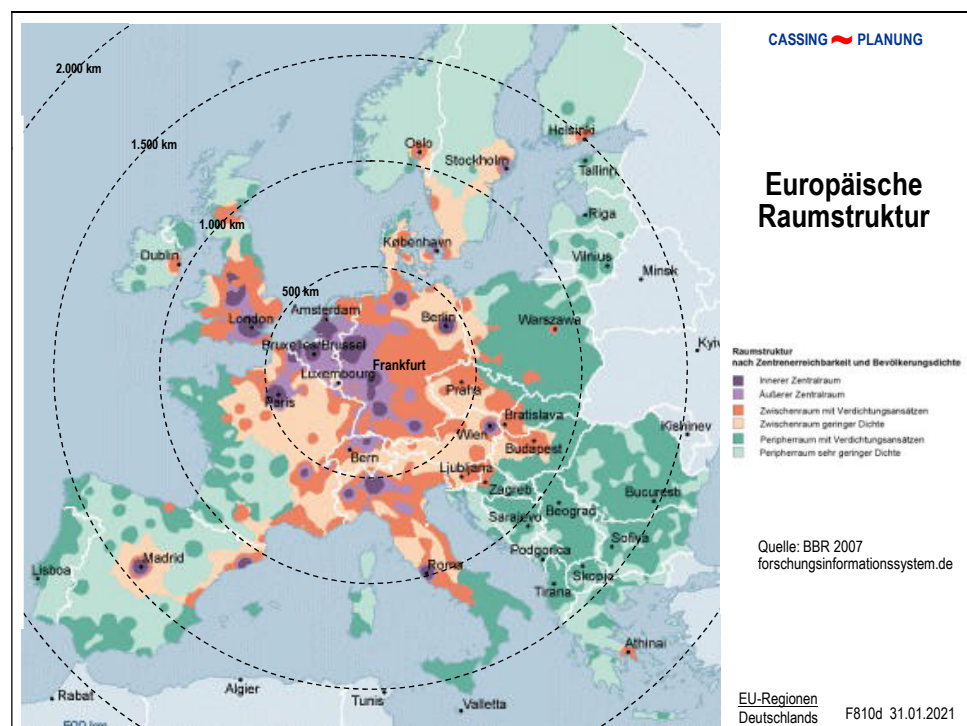 CASSING ~ PLANUNG
Europäische
Raumstruktur
2.000 km
1.500 km
1.000 km
500 km
Oslo
Stockholm
Helsinki
Tallinn
Riga
Vilnius
Minsk
København
Dublin
London
Amsterdam
Berlin
Warszawa
Kyiv
Bruxelles/Brussel
Luxembourg
Frankfurt
Paris
Praha
Bratislava
Wien
Budapest
Kishinev
Bern
Ljubljana
Zagreb
Beograd
Bucuresti
Sarajevo
Sofiya
Podgorica
Skopje
Tirana
Madrid
Lisboa
Roma
Athinai
Rabat
Algier
Tunis
Valletta
Raumstruktur
nach Zentrenerreichbarkeit und Bevölkerungsdichte
Innerer Zentralraum
Äußerer Zentralraum
Zwischenraum mit Verdichtungsansätzen
Zwischenraum geringer Dichte
Peripherraum mit Verdichtungsansätzen
Peripherraum sehr geringer Dichte
Quelle: BBR 2007
forschungsinformationssystem.de
EU-Regionen
Deutschlands
F810d 31.01.2021